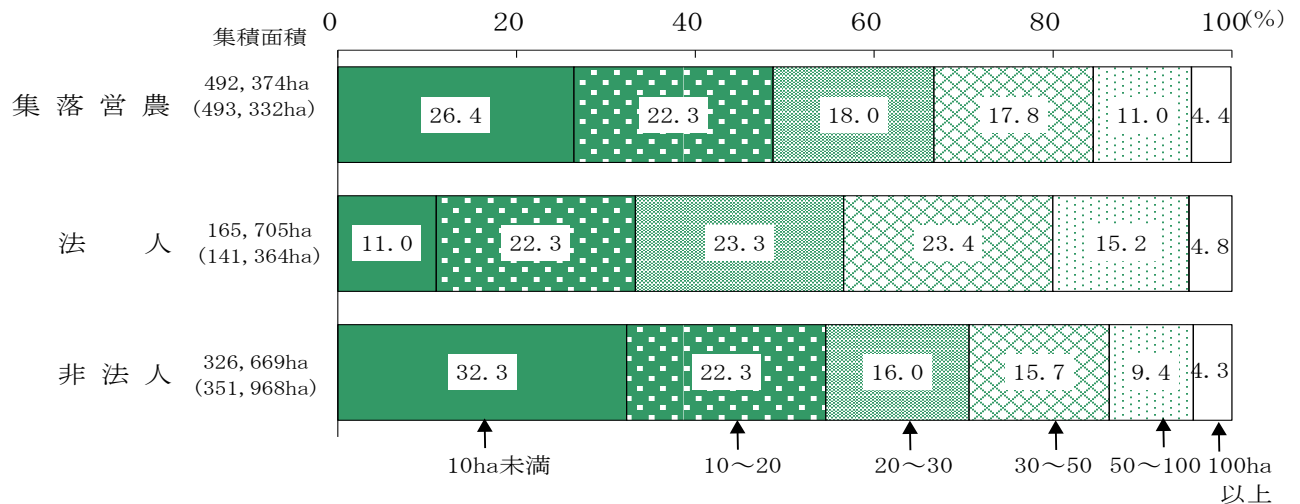 0 20 40 60 80 100(%)
集積面積
集落営農 492,374ha (493,332ha) 26.4 22.3 18.0 17.8 11.0 4.4
法人 165,705ha (141,364ha) 11.0 22.3 23.3 23.4 15.2 4.8
非法人 326,669ha (351,968ha) 32.3 22.3 16.0 15.7 9.4 4.3
10ha未満 10～20 20～30 30～50 50～100 100ha
以上